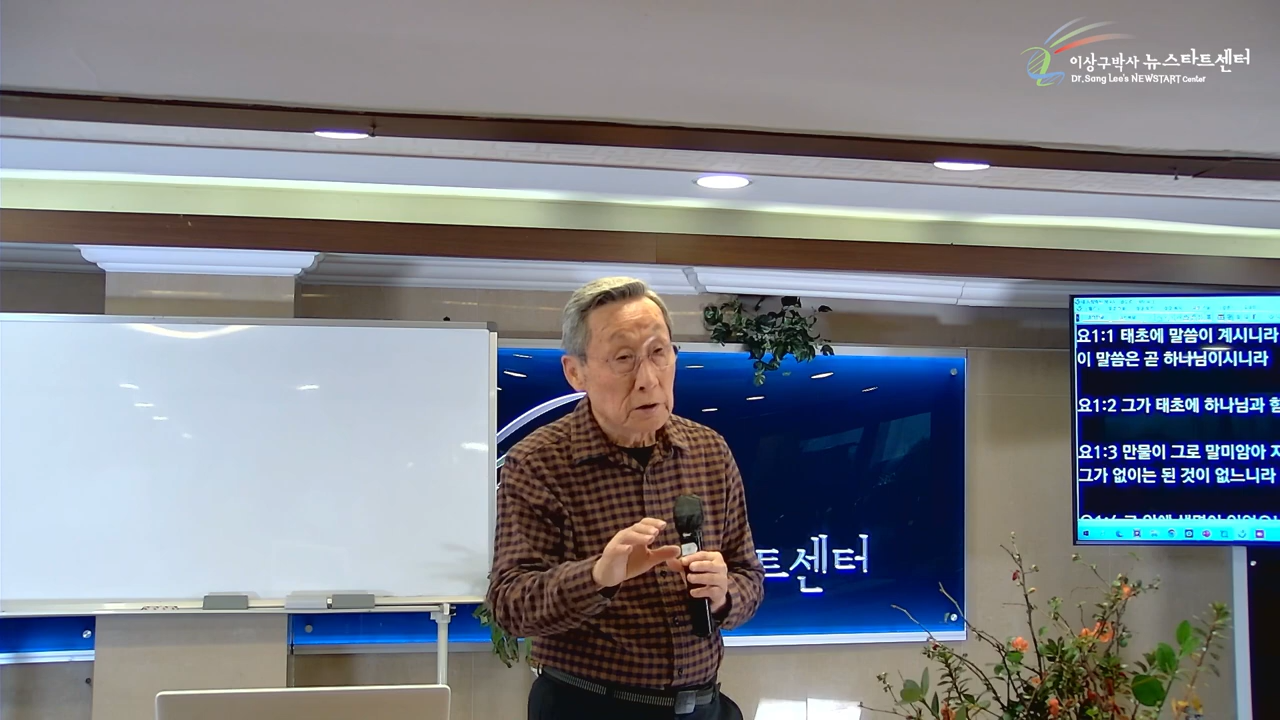 이상구박사 뉴스타트센터
Dr. Sang Lee's NEWSTART Center
요1:1 태초에 말씀이 계시니라
이 말씀은 곧 하나님이시니라
요1:2 그가 태초에 하나님과 함
요1:3 만물이 그로 말미암아 지
그가 없이는 된 것이 없느니라
트센터